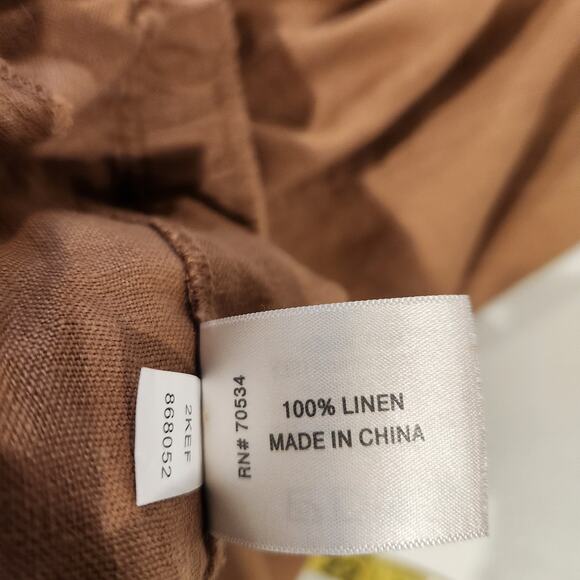 100% LINEN
MADE IN CHINA
RN# 70534
2KEF
868052